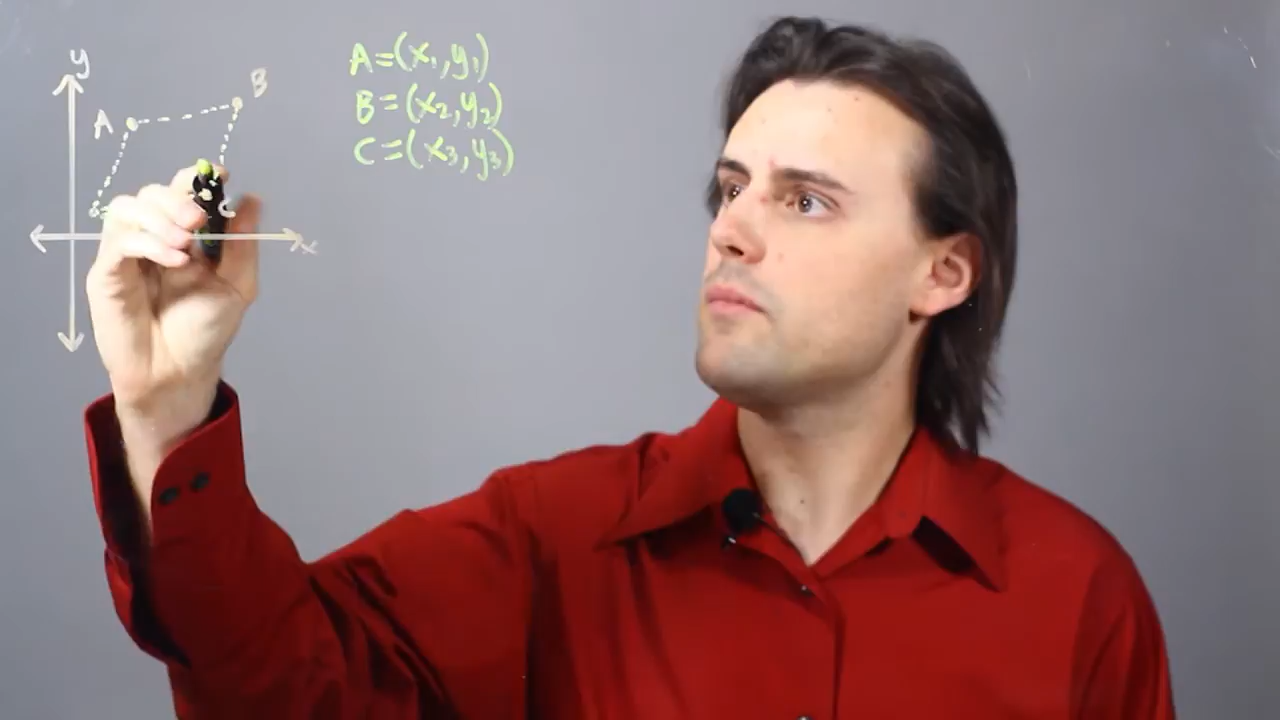 y
B
A
C
x
A=(x₁,y₁)
B=(x₂,y₂)
C=(x₃,y₃)